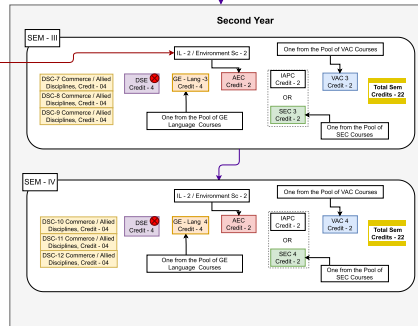 Second Year
SEM - III
IL - 2 / Environment Sc - 2
One from the Pool of VAC Courses
DSC-7 Commerce / Allied
Disciplines, Credit - 04
DSC-8 Commerce / Allied
Disciplines, Credit - 04
DSC-9 Commerce / Allied
Disciplines, Credit - 04
DSE
Credit - 4
GE - Lang -3
Credit - 4
AEC
Credit - 2
IAPC
Credit - 2
OR
SEC 3
Credit - 2
VAC 3
Credit - 2
Total Sem
Credits - 22
One from the Pool of GE
Language Courses
One from the Pool of
SEC Courses
SEM - IV
IL - 2 / Environment Sc - 2
One from the Pool of VAC Courses
DSC-10 Commerce / Allied
Disciplines, Credit - 04
DSC-11 Commerce / Allied
Disciplines, Credit - 04
DSC-12 Commerce / Allied
Disciplines, Credit - 04
DSE
Credit - 4
GE - Lang 4
Credit - 4
AEC
Credit - 2
IAPC
Credit - 2
OR
SEC 4
Credit - 2
VAC 4
Credit - 2
Total Sem
Credits - 22
One from the Pool of GE
Language Courses
One from the Pool of
SEC Courses